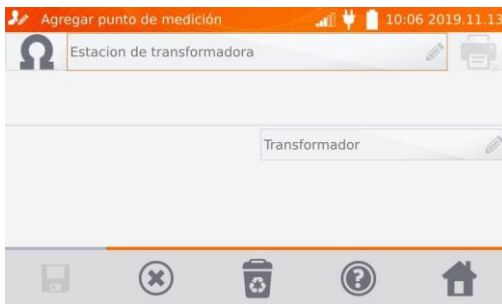 Agregar punto de medición 10:06 2019.11.13
Estacion de transformadora
Transformador